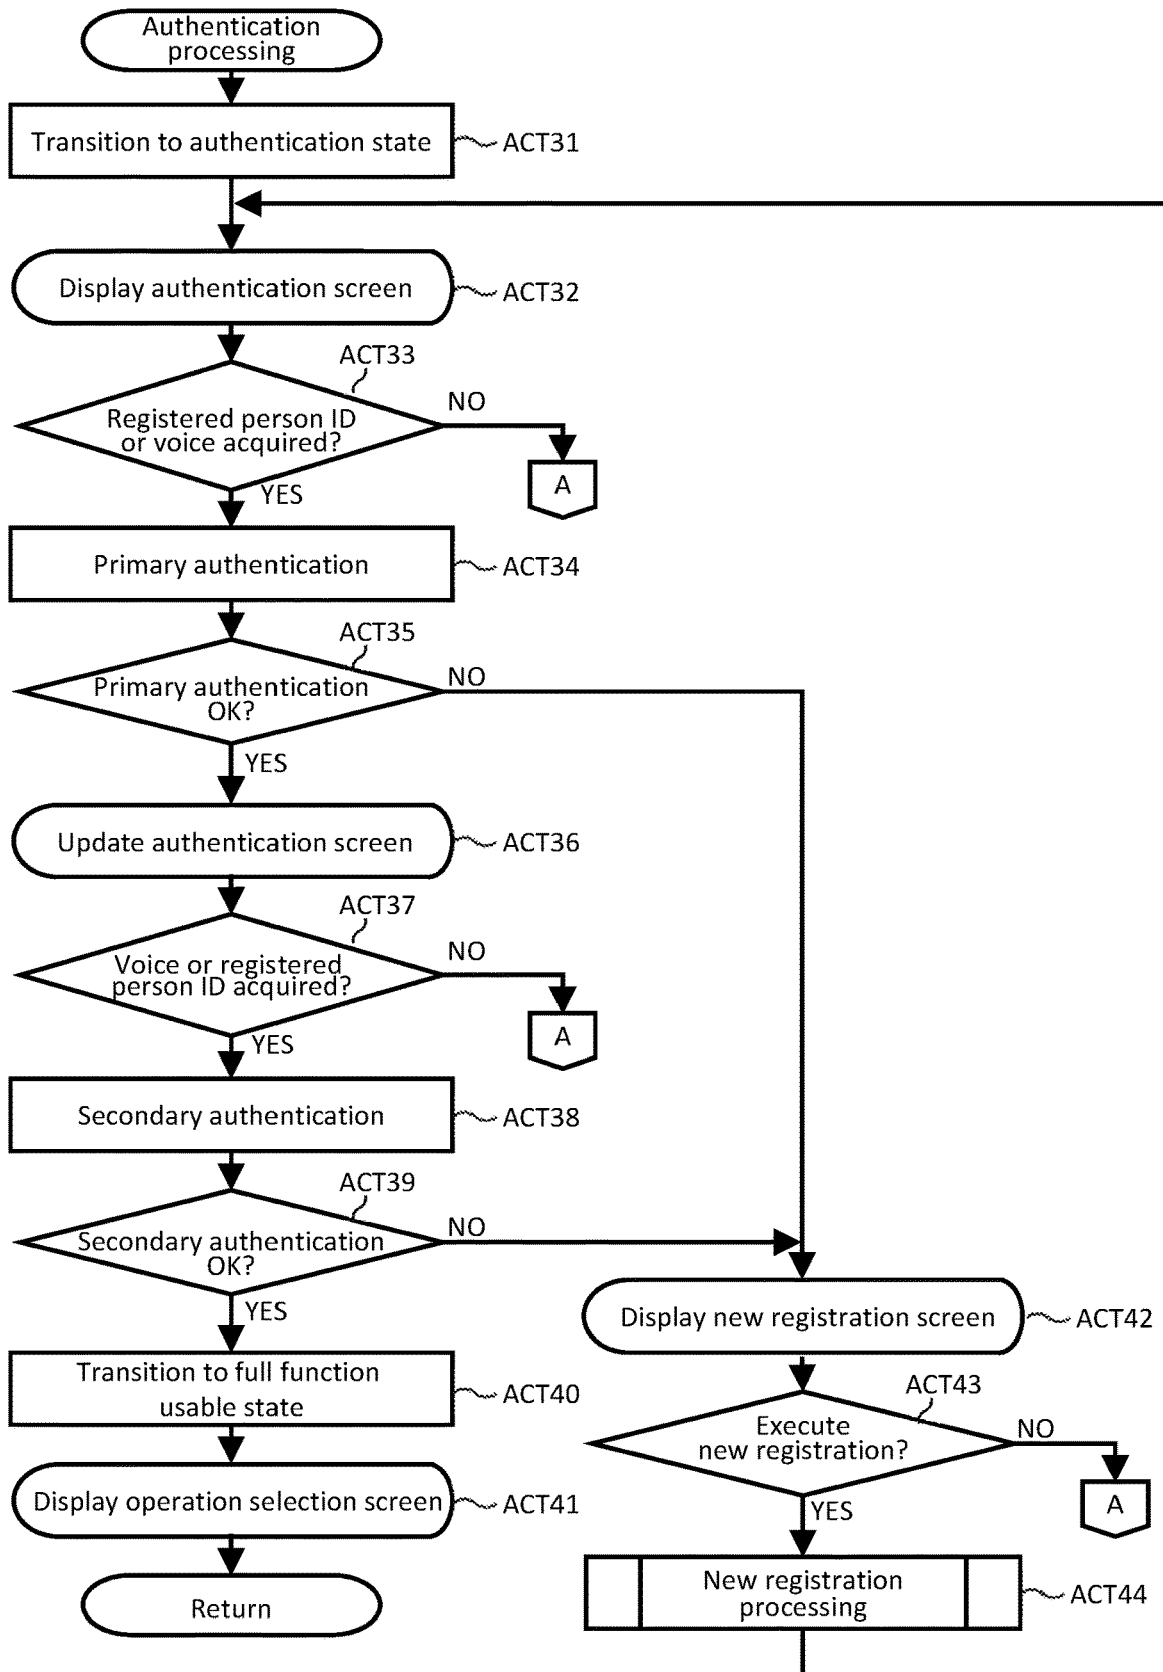 Authentication
processing
Transition to authentication state
ACT31
Display authentication screen
ACT32
ACT33
Registered person ID
or voice acquired?
NO
A
YES
Primary authentication
ACT34
ACT35
Primary authentication
OK?
NO
YES
Update authentication screen
ACT36
ACT37
Voice or registered
person ID acquired?
NO
A
YES
Secondary authentication
ACT38
ACT39
Secondary authentication
OK?
NO
YES
Transition to full function
usable state
ACT40
Display operation selection screen
ACT41
Return
Display new registration screen
ACT42
ACT43
Execute
new registration?
NO
A
YES
New registration
processing
ACT44